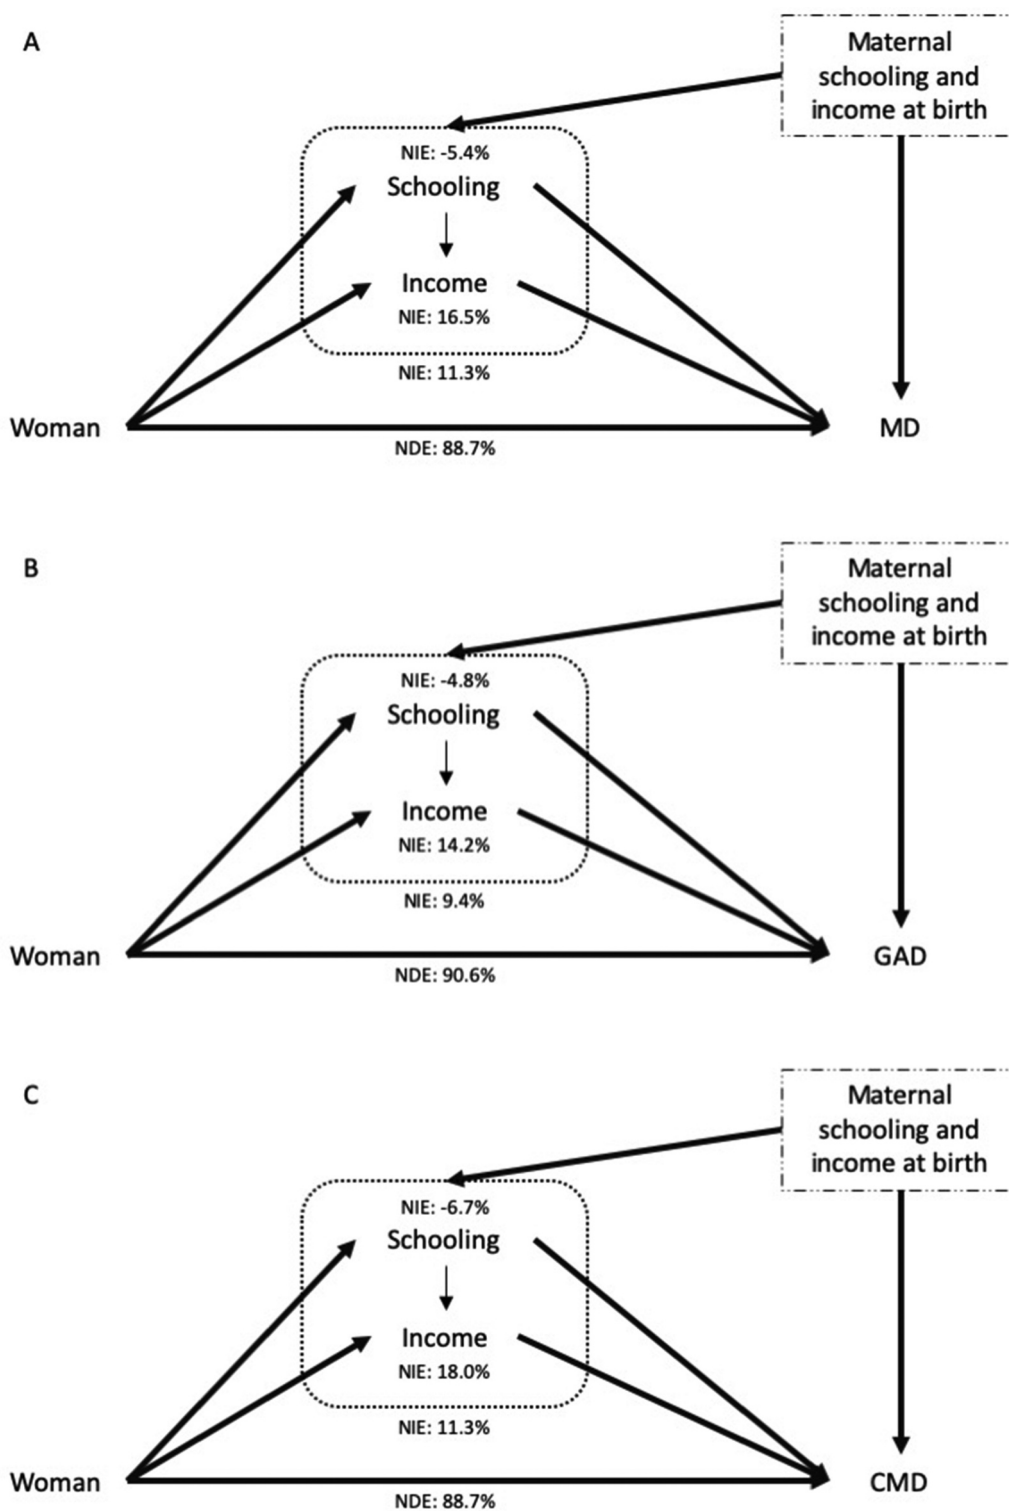 A
Maternal
schooling and
income at birth
NIE: -5.4%
Schooling
Income
NIE: 16.5%
NIE: 11.3%
Woman
MD
NDE: 88.7%
B
Maternal
schooling and
income at birth
NIE: -4.8%
Schooling
Income
NIE: 14.2%
NIE: 9.4%
Woman
GAD
NDE: 90.6%
C
Maternal
schooling and
income at birth
NIE: -6.7%
Schooling
Income
NIE: 18.0%
NIE: 11.3%
Woman
CMD
NDE: 88.7%